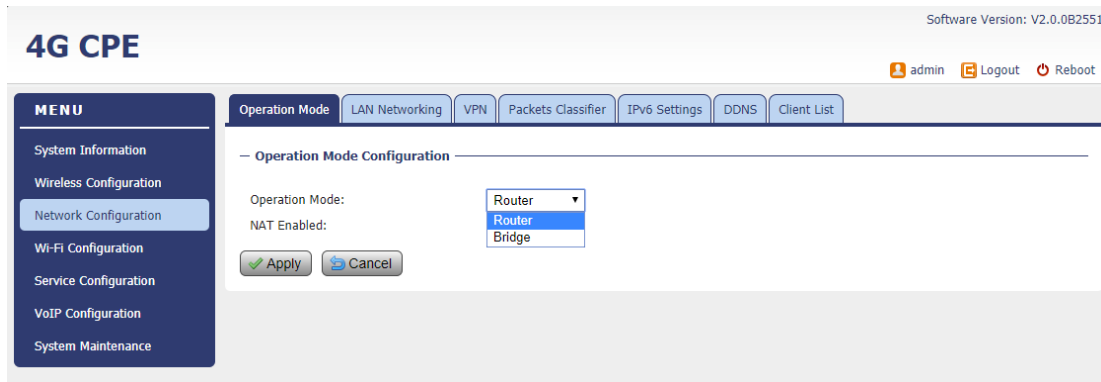 Software Version: V2.0.0B2551
4G CPE
admin Logout Reboot
MENU
System Information
Wireless Configuration
Network Configuration
Wi-Fi Configuration
Service Configuration
VoIP Configuration
System Maintenance
Operation Mode LAN Networking VPN Packets Classifier IPv6 Settings DDNS Client List
Operation Mode Configuration
Operation Mode: Router
Router
NAT Enabled:
Bridge
Apply Cancel